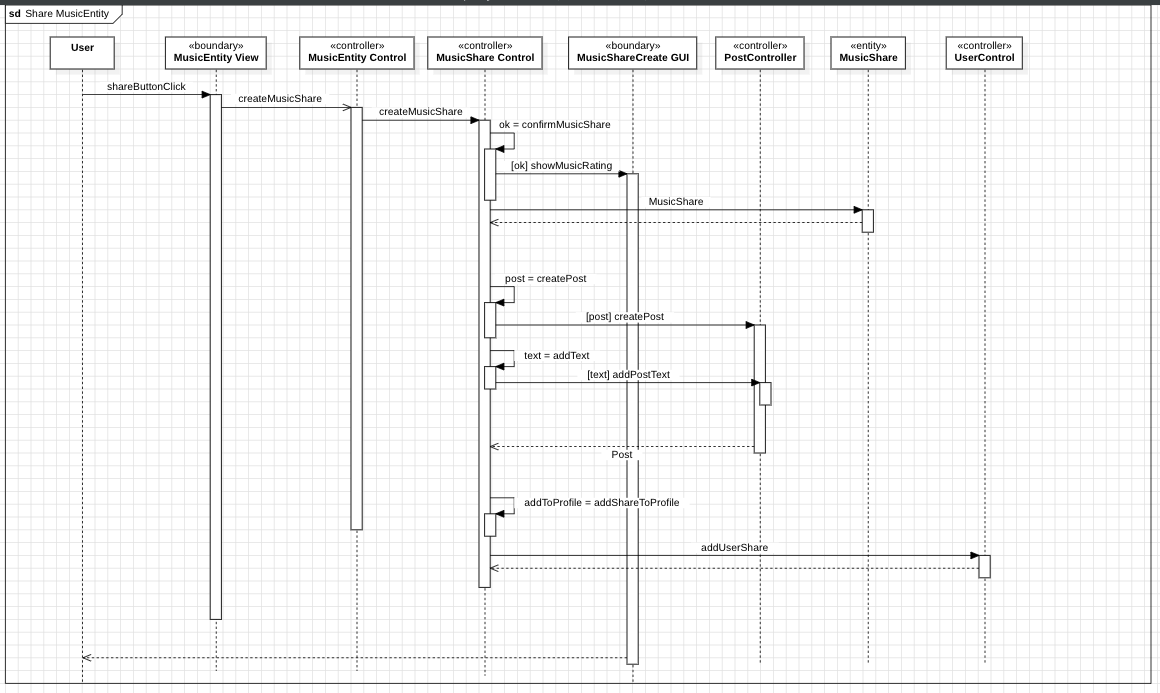 sd Share MusicEntity
User
«boundary»
MusicEntity View
«controller»
MusicEntity Control
«controller»
MusicShare Control
«boundary»
MusicShareCreate GUI
«controller»
PostController
«entity»
MusicShare
«controller»
UserControl
shareButtonClick
createMusicShare
createMusicShare
ok = confirmMusicShare
[ok] showMusicRating
MusicShare
post = createPost
[post] createPost
text = addText
[text] addPostText
Post
addToProfile = addShareToProfile
addUserShare